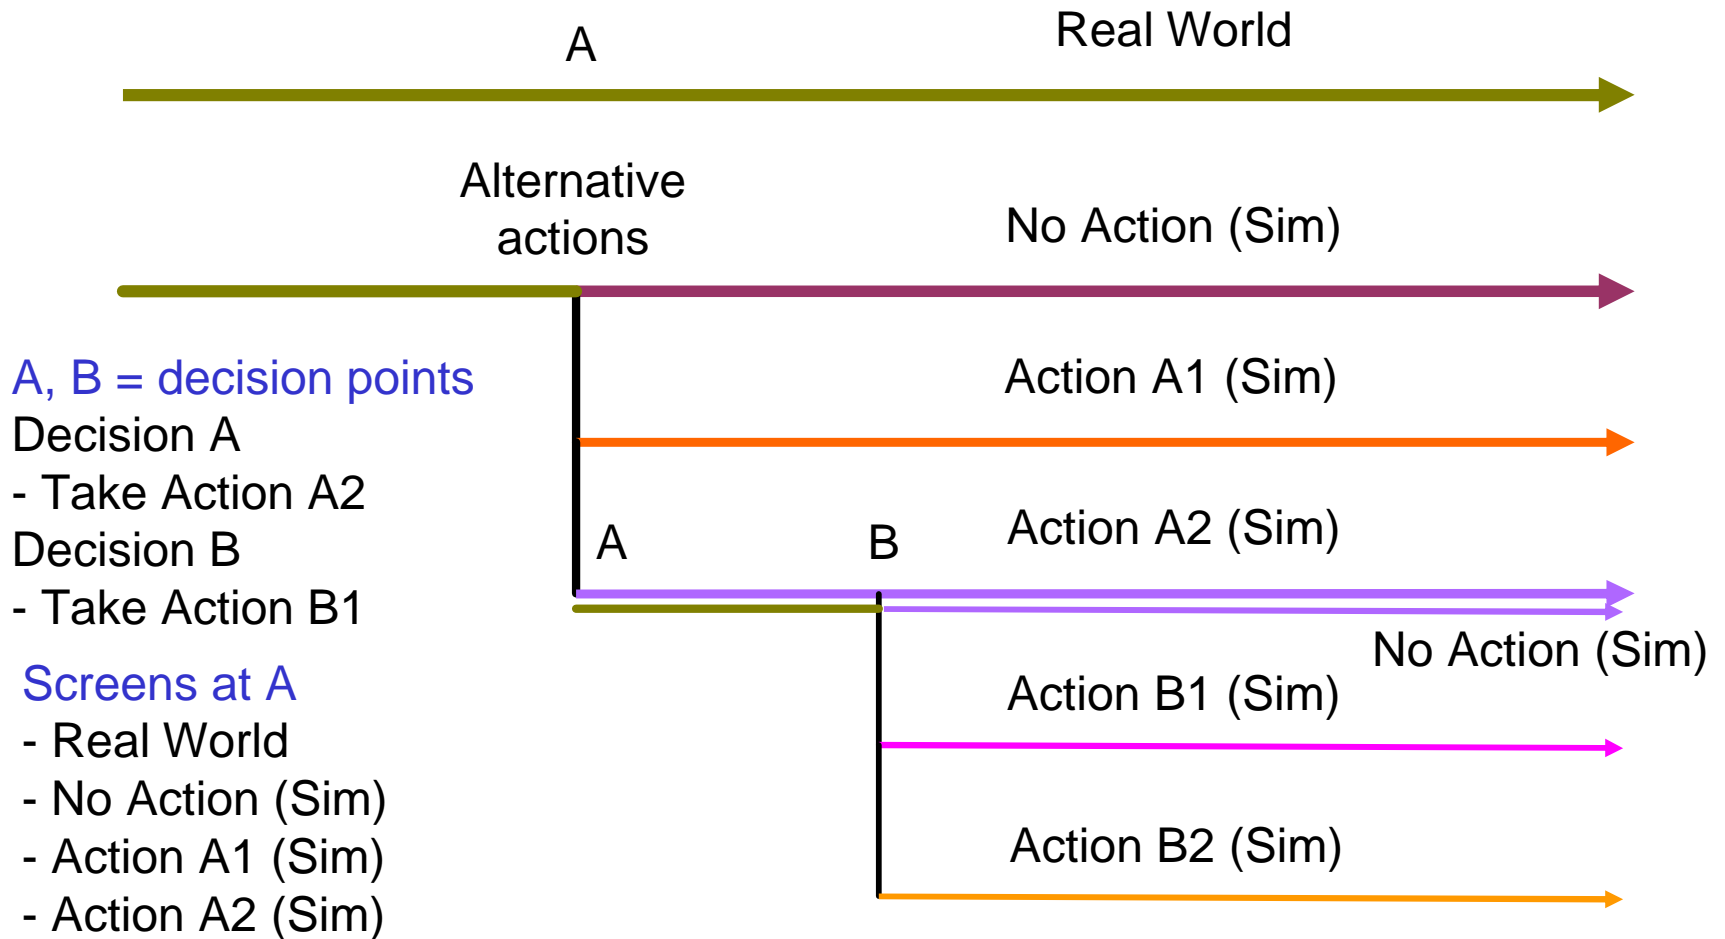 A
Real World
Alternative
actions
No Action (Sim)
A, B = decision points
Decision A
- Take Action A2
Decision B
- Take Action B1
Action A1 (Sim)
A
B
Action A2 (Sim)
No Action (Sim)
Screens at A
- Real World
- No Action (Sim)
- Action A1 (Sim)
- Action A2 (Sim)
Action B1 (Sim)
Action B2 (Sim)